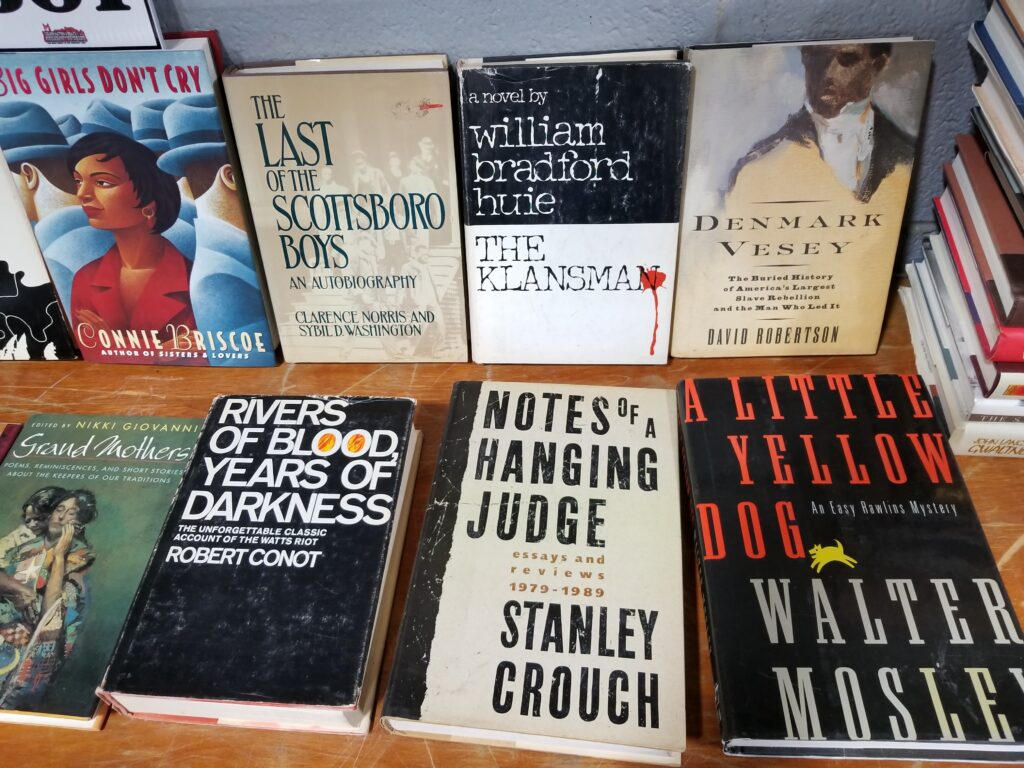 BIG GIRLS DON'T CRY
CONNIE BRISCOE
AUTHOR OF SISTERS & LOVERS
THE
LAST
OF THE
SCOTTSBORO
BOYS
AN AUTOBIOGRAPHY
CLARENCE NORRIS AND
SYBIL D. WASHINGTON
a novel by
william
bradford
huie
THE
KLANSMAN
DENMARK
VESEY
The Buried History
of America's Largest
Slave Rebellion
and the Man Who Led It
DAVID ROBERTSON
EDITED BY NIKKI GIOVANNI
Grand Mothers
POEMS, REMINISCENCES, AND SHORT STORIES
ABOUT THE KEEPERS OF OUR TRADITIONS
RIVERS
OF BLOOD,
YEARS OF
DARKNESS
THE UNFORGETTABLE CLASSIC
ACCOUNT OF THE WATTS RIOT
ROBERT CONOT
NOTES OF A
HANGING
JUDGE
essays and
reviews
1979-1989
STANLEY
CROUCH
A LITTLE
YELLOW
DOG
An Easy Rawlins Mystery
WALTER
MOSLEY